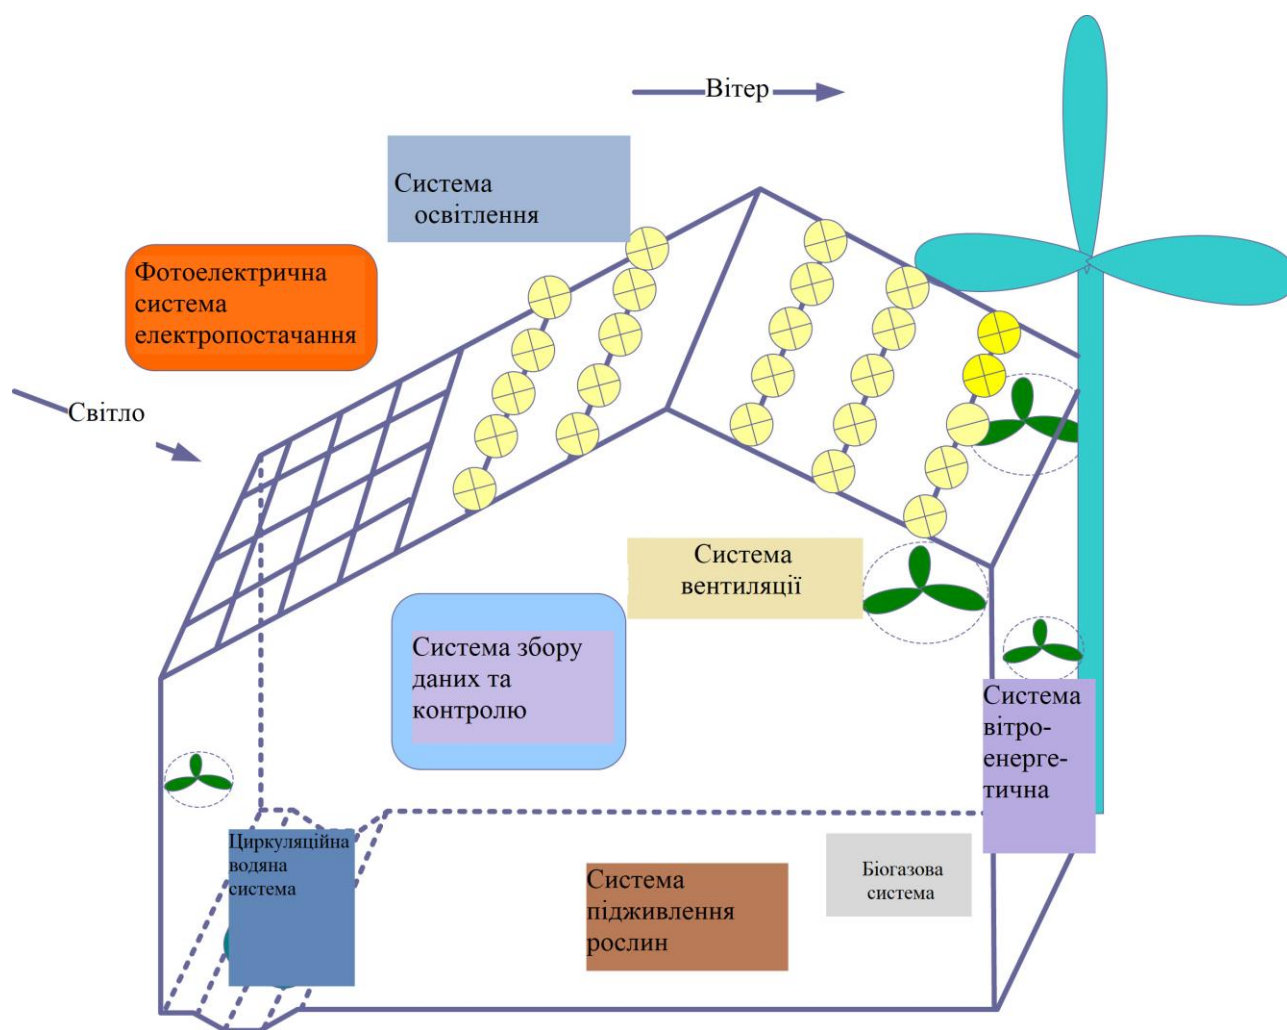 Вітер
Система
освітлення
Фотоелектрична
система
електропостачання
Світло
Система
вентиляції
Система збору
даних та
контролю
Система
вітро-
енерге-
тична
Циркуляційна
водяна
система
Система
підживлення
рослин
Біогазова
система